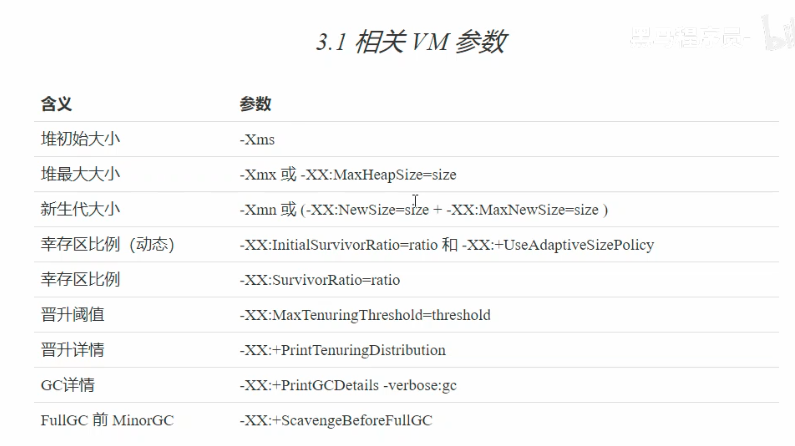 3.1 相关 VM 参数
含义 参数
堆初始大小 -Xms
堆最大大小 -Xmx 或 -XX:MaxHeapSize=size
新生代大小 -Xmn 或 (-XX:NewSize=size + -XX:MaxNewSize=size )
幸存区比例（动态） -XX:InitialSurvivorRatio=ratio 和 -XX:+UseAdaptiveSizePolicy
幸存区比例 -XX:SurvivorRatio=ratio
晋升阈值 -XX:MaxTenuringThreshold=threshold
晋升详情 -XX:+PrintTenuringDistribution
GC详情 -XX:+PrintGCDetails -verbose:gc
FullGC 前 MinorGC -XX:+ScavengeBeforeFullGC